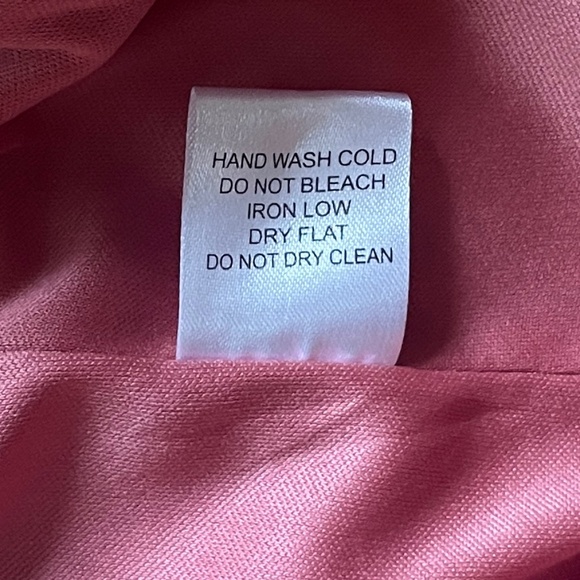 HAND WASH COLD
DO NOT BLEACH
IRON LOW
DRY FLAT
DO NOT DRY CLEAN